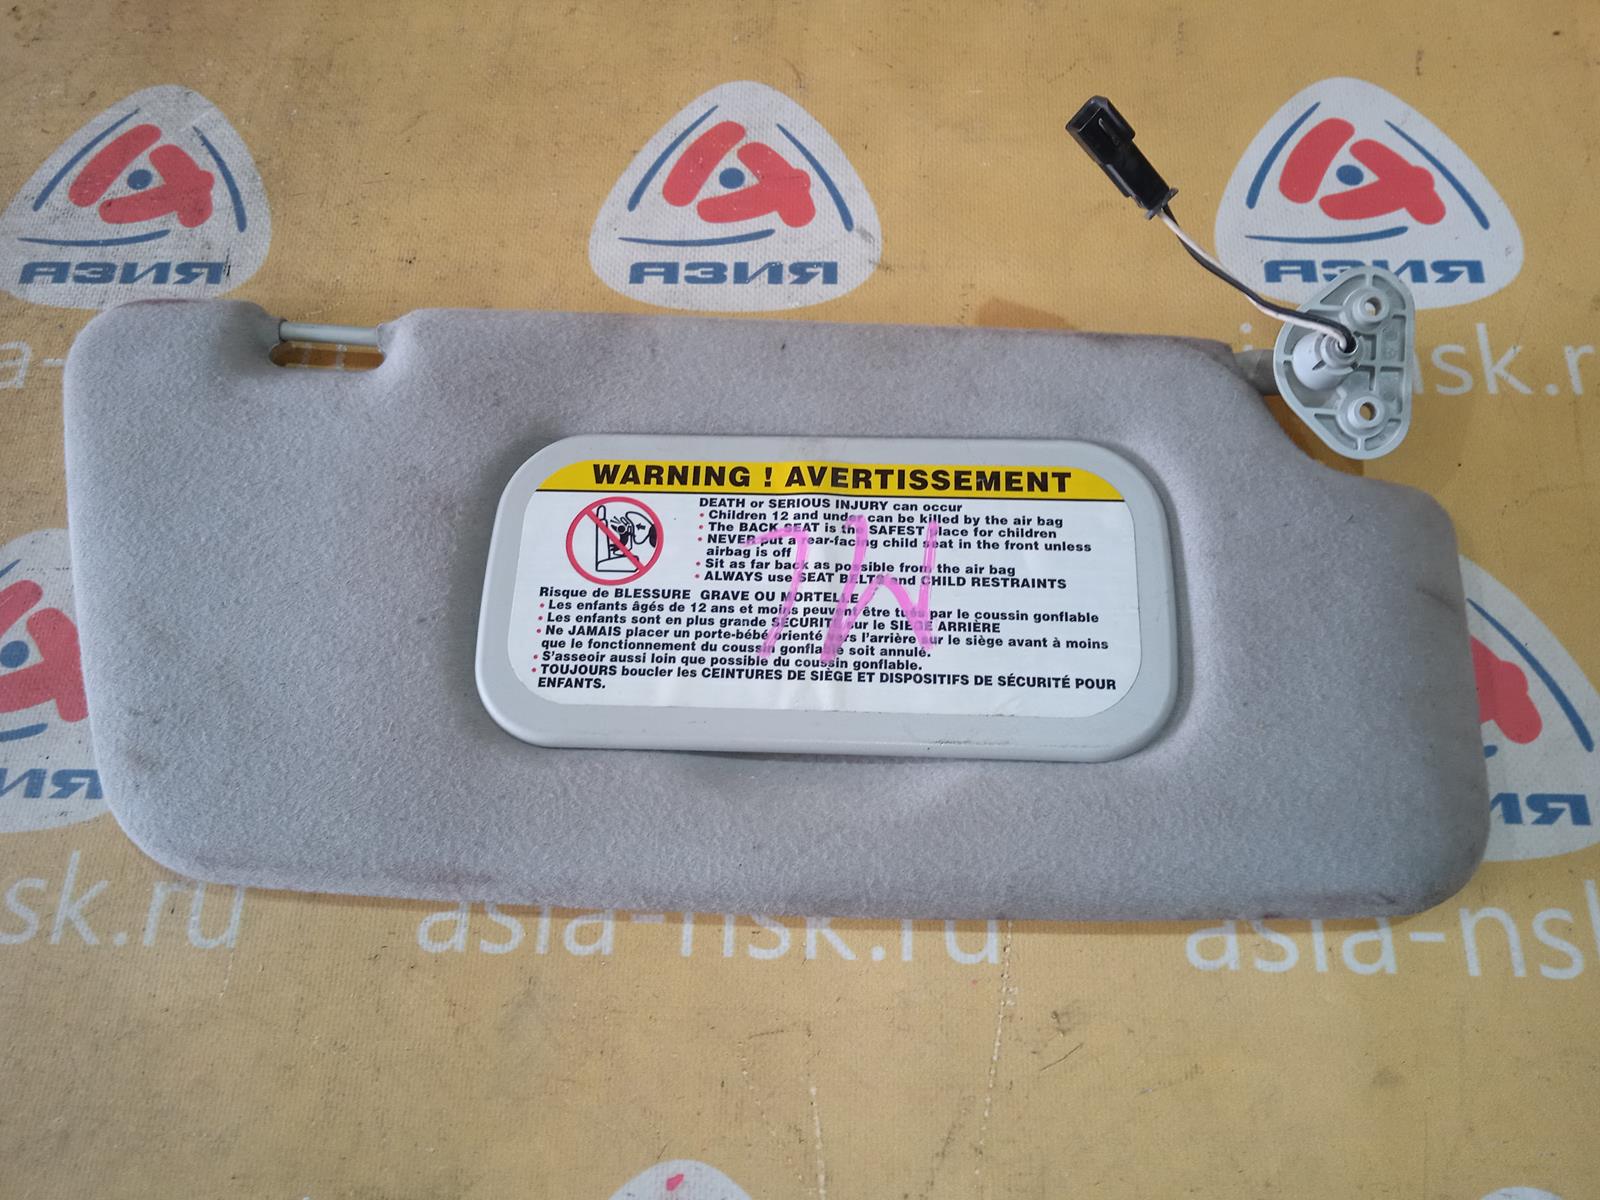 АЗИЯ
АЗИЯ
АЗИЯ
a-
nsk.r
WARNING ! AVERTISSEMENT
DEATH or SERIOUS INJURY can occur
• Children 12 and under can be killed by the air bag
• The BACK SEAT is the SAFEST place for children
• NEVER put a rear-facing child seat in the front unless
airbag is off
• Sit as far back as possible from the air bag
• ALWAYS use SEAT BELTS and CHILD RESTRAINTS
Risque de BLESSURE GRAVE OU MORTELLE
• Les enfants âgés de 12 ans et moins peuvent être tués par le coussin gonflable
• Les enfants sont en plus grande SÉCURITÉ sur le SIEGE ARRIÈRE
• Ne JAMAIS placer un porte-bébé orienté vers l'arrière sur le siège avant à moins
que le fonctionnement du coussin gonflable soit annulé.
• S'asseoir aussi loin que possible du coussin gonflable.
• TOUJOURS boucler les CEINTURES DE SIÈGE ET DISPOSITIFS DE SÉCURITÉ POUR
ENFANTS.
ЗИЯ
ИЯ
sk.ru
asia-nsk.ru
asia-nsk